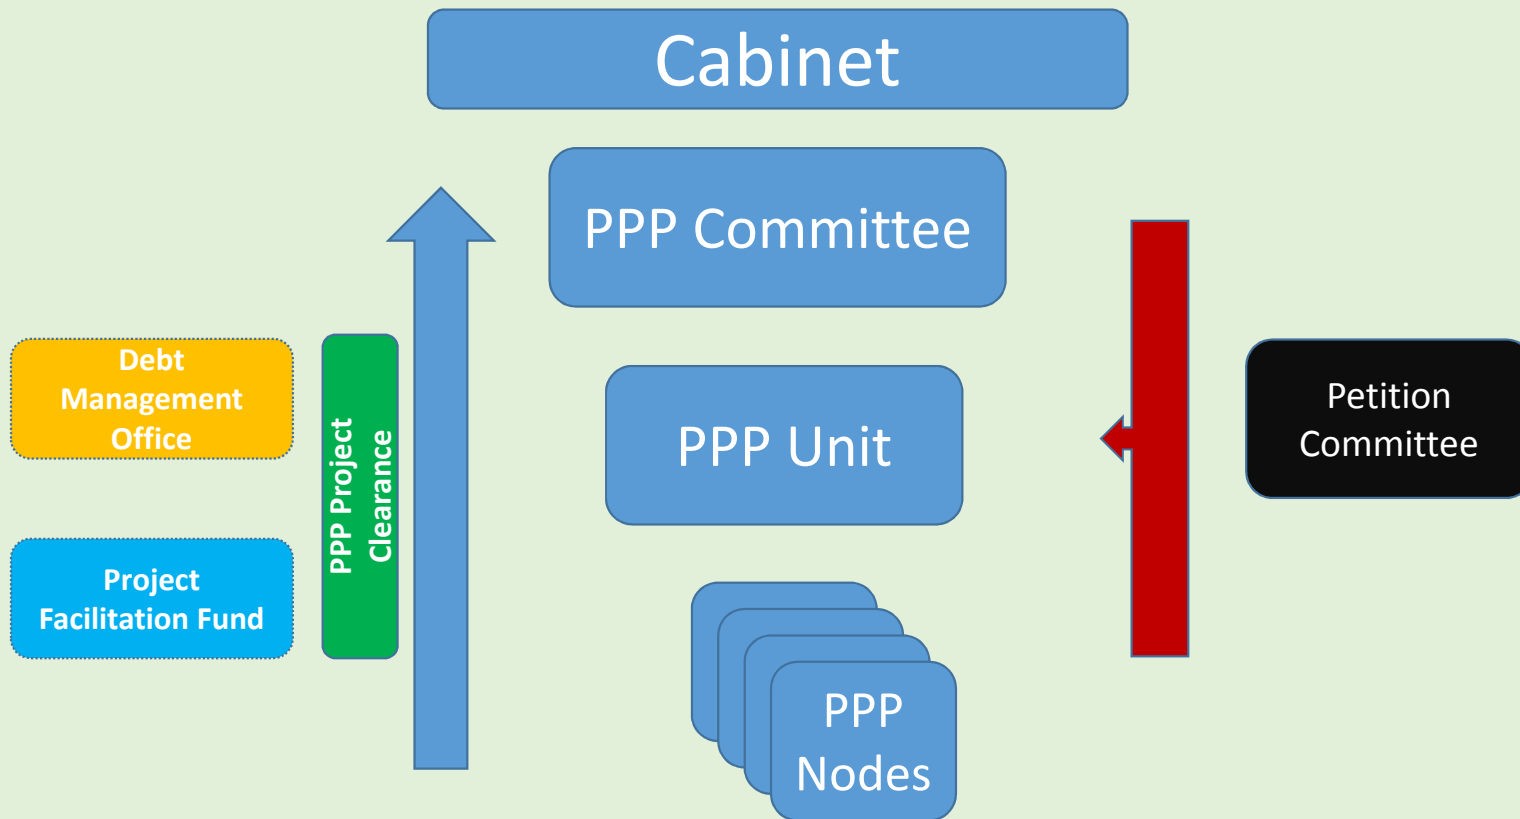 Cabinet
PPP Committee
Debt
Management
Office
PPP Project
Clearance
PPP Unit
Petition
Committee
Project
Facilitation Fund
PPP
Nodes